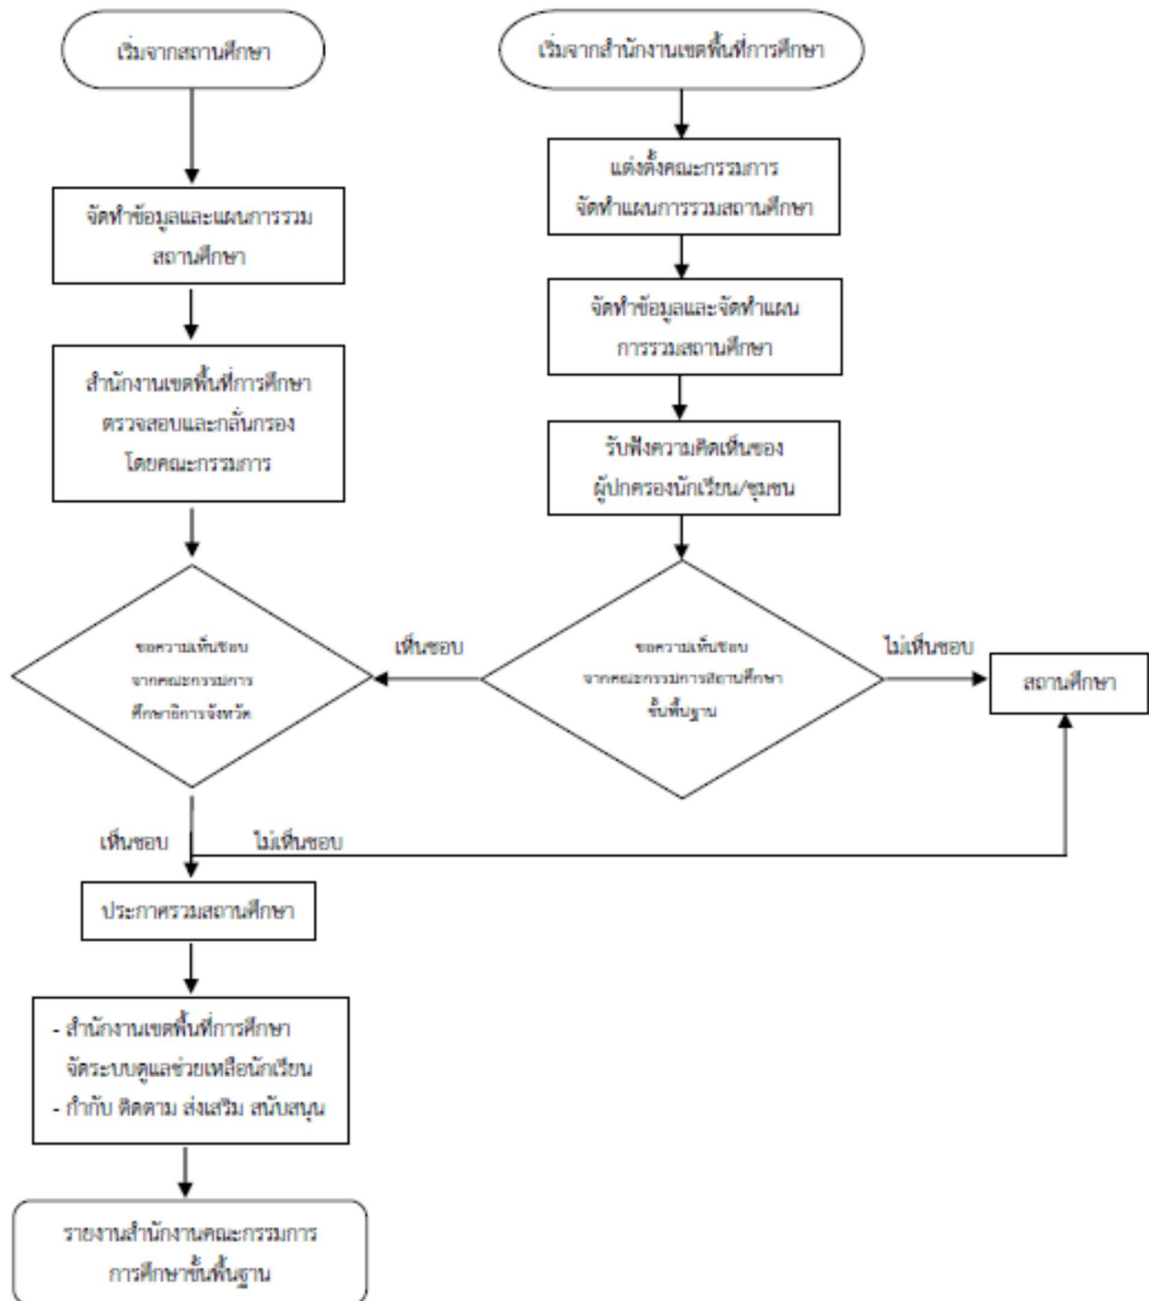 เริ่มจากสถานศึกษา
เริ่มจากสำนักงานเขตพื้นที่การศึกษา
แต่งตั้งคณะกรรมการ
จัดทำแผนการรวมสถานศึกษา
จัดทำข้อมูลและแผนการรวม
สถานศึกษา
จัดทำข้อมูลและจัดทำแผน
การรวมสถานศึกษา
สำนักงานเขตพื้นที่การศึกษา
ตรวจสอบและกลั่นกรอง
โดยคณะกรรมการ
รับฟังความคิดเห็นของ
ผู้ปกครองนักเรียน/ชุมชน
ขอความเห็นชอบ
จากคณะกรรมการ
ศึกษาธิการจังหวัด
เห็นชอบ
ขอความเห็นชอบ
จากคณะกรรมการสถานศึกษา
ขั้นพื้นฐาน
ไม่เห็นชอบ
สถานศึกษา
เห็นชอบ
ไม่เห็นชอบ
ประกาศรวมสถานศึกษา
- สำนักงานเขตพื้นที่การศึกษา
จัดระบบดูแลช่วยเหลือนักเรียน
- กำกับ ติดตาม ส่งเสริม สนับสนุน
รายงานสำนักงานคณะกรรมการ
การศึกษาขั้นพื้นฐาน